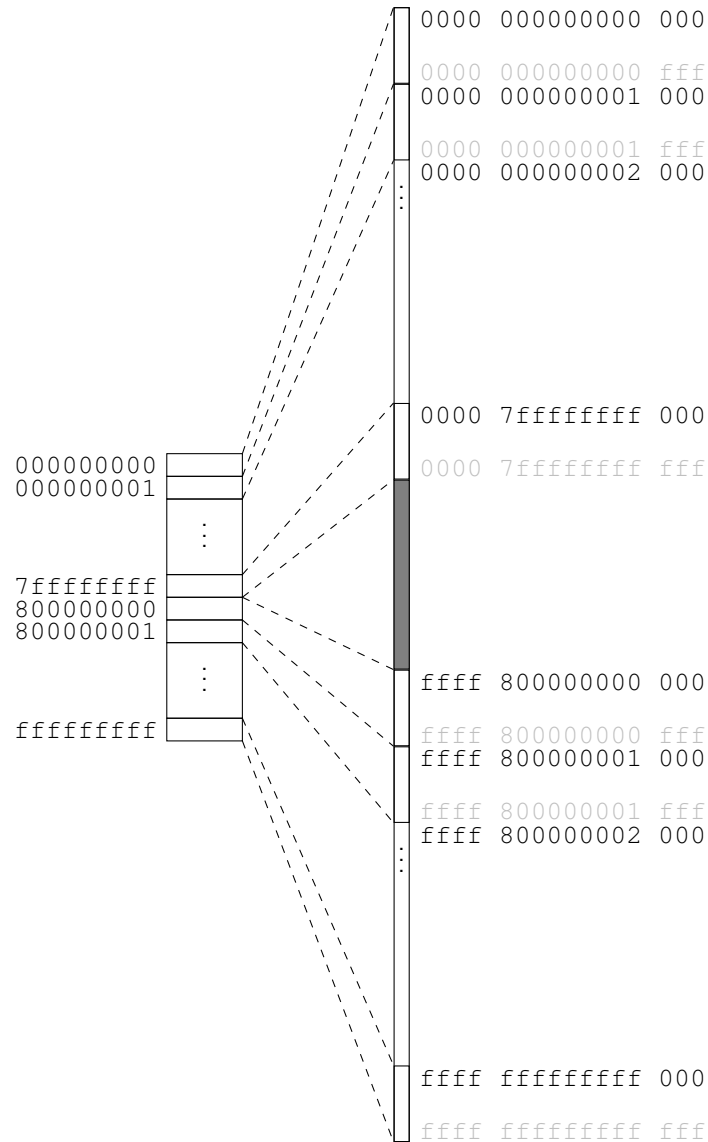 0000 000000000 000
0000 000000000 fff
0000 000000001 000
0000 000000001 fff
0000 000000002 000
0000 7ffffffff 000
0000 7ffffffff fff
ffff 800000000 000
ffff 800000000 fff
ffff 800000001 000
ffff 800000001 fff
ffff 800000002 000
ffff fffffffff 000
ffff fffffffff fff
000000000
000000001
7ffffffff
800000000
800000001
fffffffff